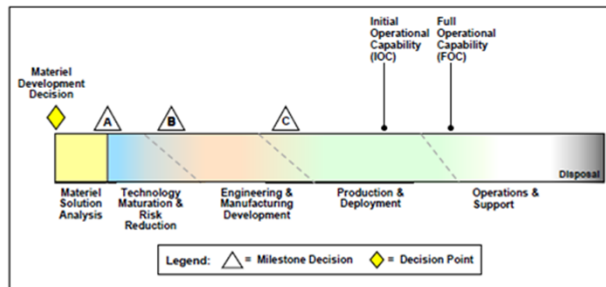 Initial
Operational
Capability
(IOC)
Full
Operational
Capability
(FOC)
Materiel
Development
Decision
A
B
C
Disposal
Materiel
Solution
Analysis
Technology
Maturation &
Risk
Reduction
Engineering &
Manufacturing
Development
Production &
Deployment
Operations &
Support
Legend: = Milestone Decision = Decision Point